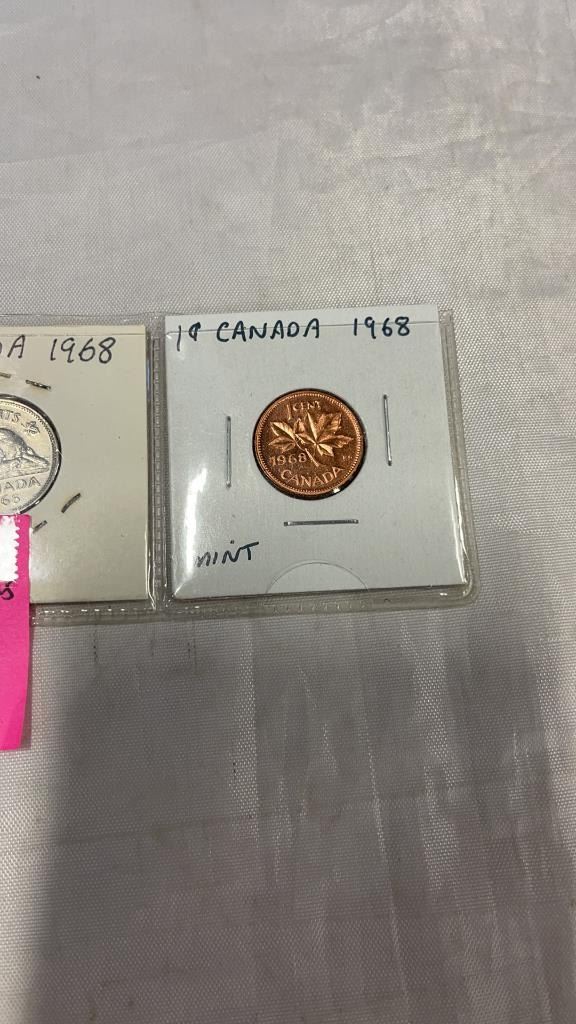 A 1968
1¢ CANADA 1968
1 CENT
1968
CANADA
MINT